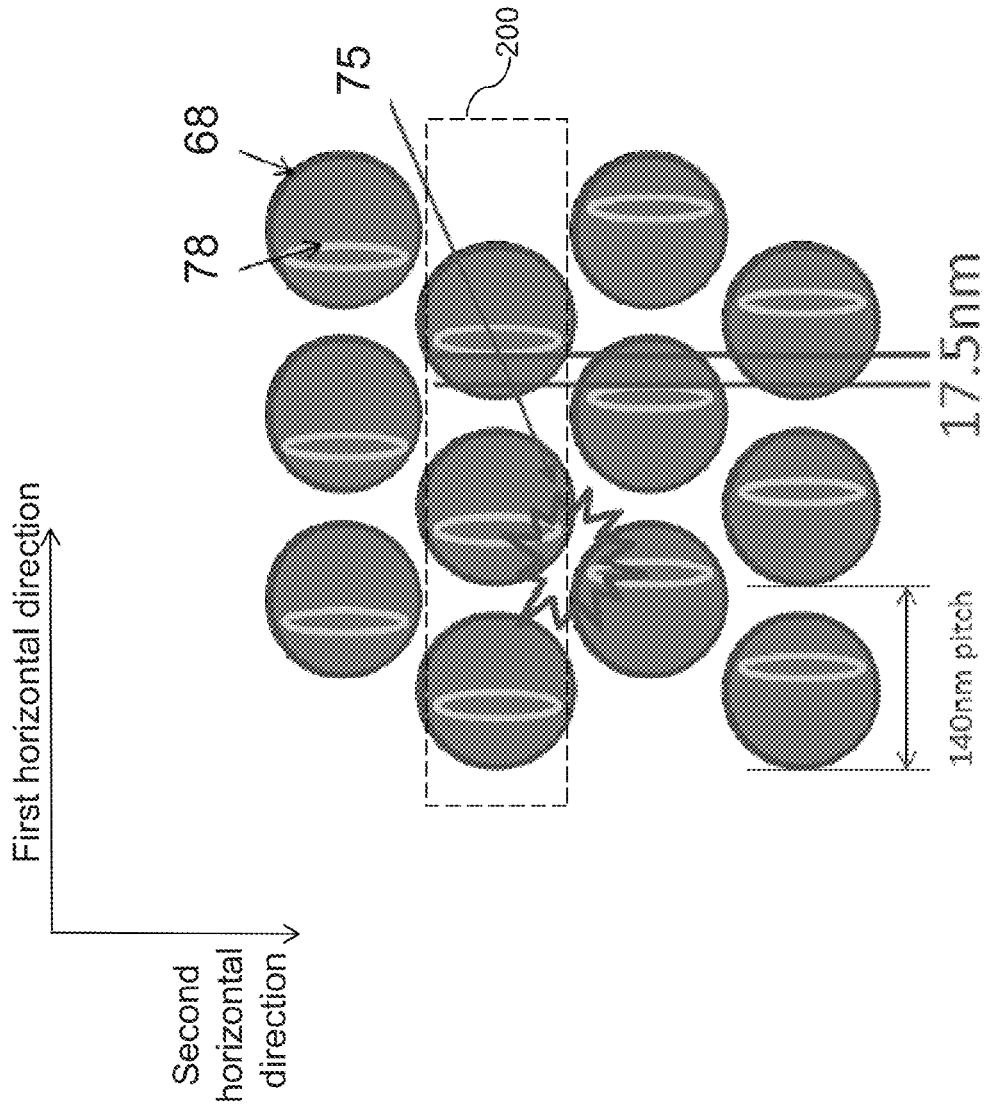 First horizontal direction
Second
horizontal
direction
68
78
75
200
17.5nm
140nm pitch